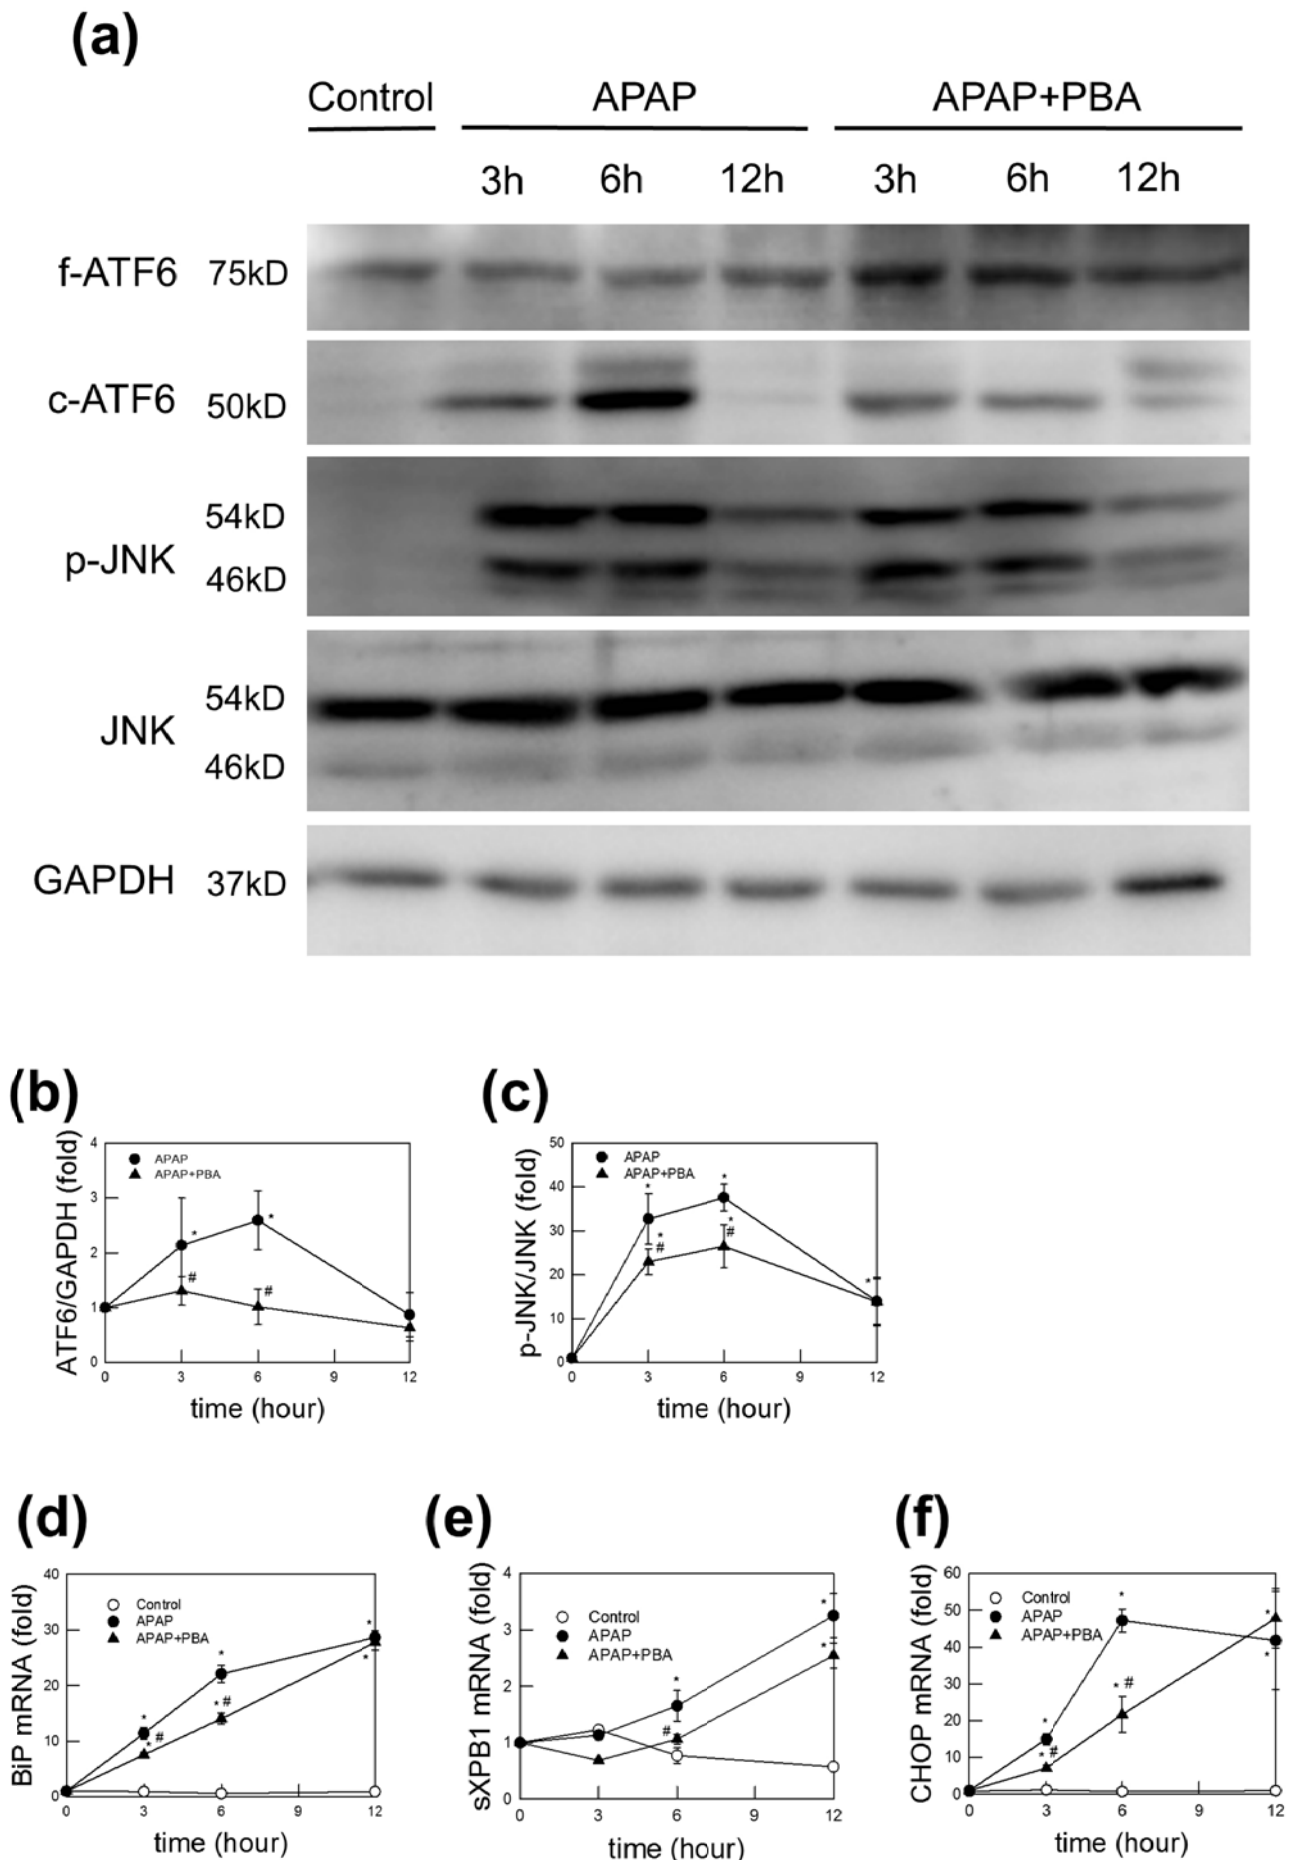 (a)
Control APAP APAP+PBA
3h 6h 12h 3h 6h 12h
f-ATF6 75kD
c-ATF6 50kD
54kD
p-JNK
46kD
54kD
JNK
46kD
GAPDH 37kD
(b)
ATF6/GAPDH (fold)
4
3
2
1
0
APAP
APAP+PBA
*
*
#
#
0 3 6 9 12
time (hour)
(c)
p-JNK/JNK (fold)
50
40
30
20
10
0
APAP
APAP+PBA
*
*
*
#
*
#
*
0 3 6 9 12
time (hour)
(d)
BiP mRNA (fold)
40
30
20
10
0
Control
APAP
APAP+PBA
*
*
*
* #
* #
*
0 3 6 9 12
time (hour)
(e)
sXPB1 mRNA (fold)
4
3
2
1
0
Control
APAP
APAP+PBA
*
*
*
#
0 3 6 9 12
time (hour)
(f)
CHOP mRNA (fold)
60
50
40
30
20
10
0
Control
APAP
APAP+PBA
*
*
*
* #
* #
*
0 3 6 9 12
time (hour)